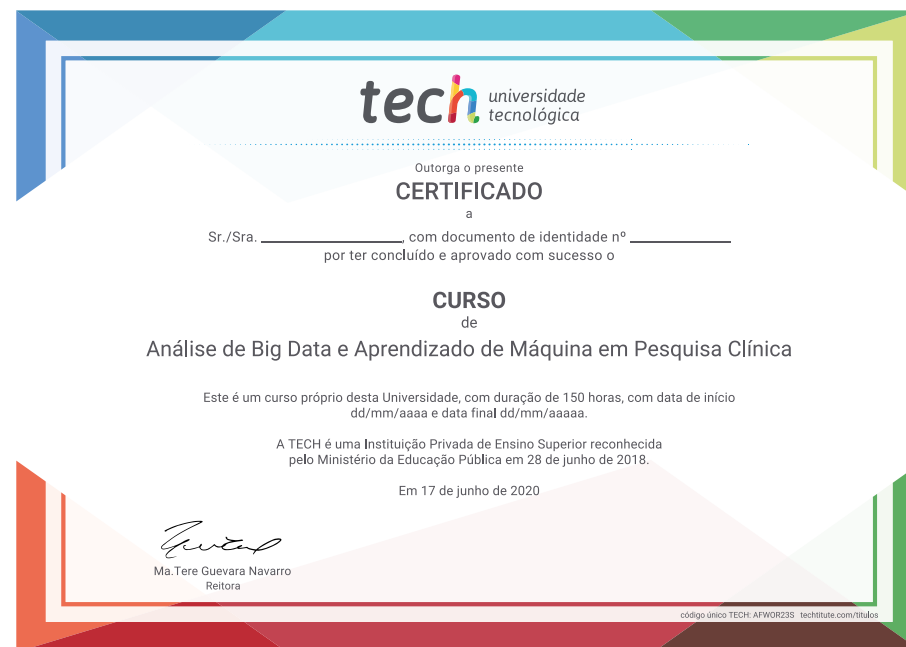 tech universidade
tecnológica
Outorga o presente
CERTIFICADO
a
Sr./Sra. ________________, com documento de identidade nº ____________
por ter concluído e aprovado com sucesso o
CURSO
de
Análise de Big Data e Aprendizado de Máquina em Pesquisa Clínica
Este é um curso próprio desta Universidade, com duração de 150 horas, com data de início
dd/mm/aaaa e data final dd/mm/aaaaa.
A TECH é uma Instituição Privada de Ensino Superior reconhecida
pelo Ministério da Educação Pública em 28 de junho de 2018.
Em 17 de junho de 2020
Ma.Tere Guevara Navarro
Reitora
código único TECH: AFWOR23S techtitute.com/titulos